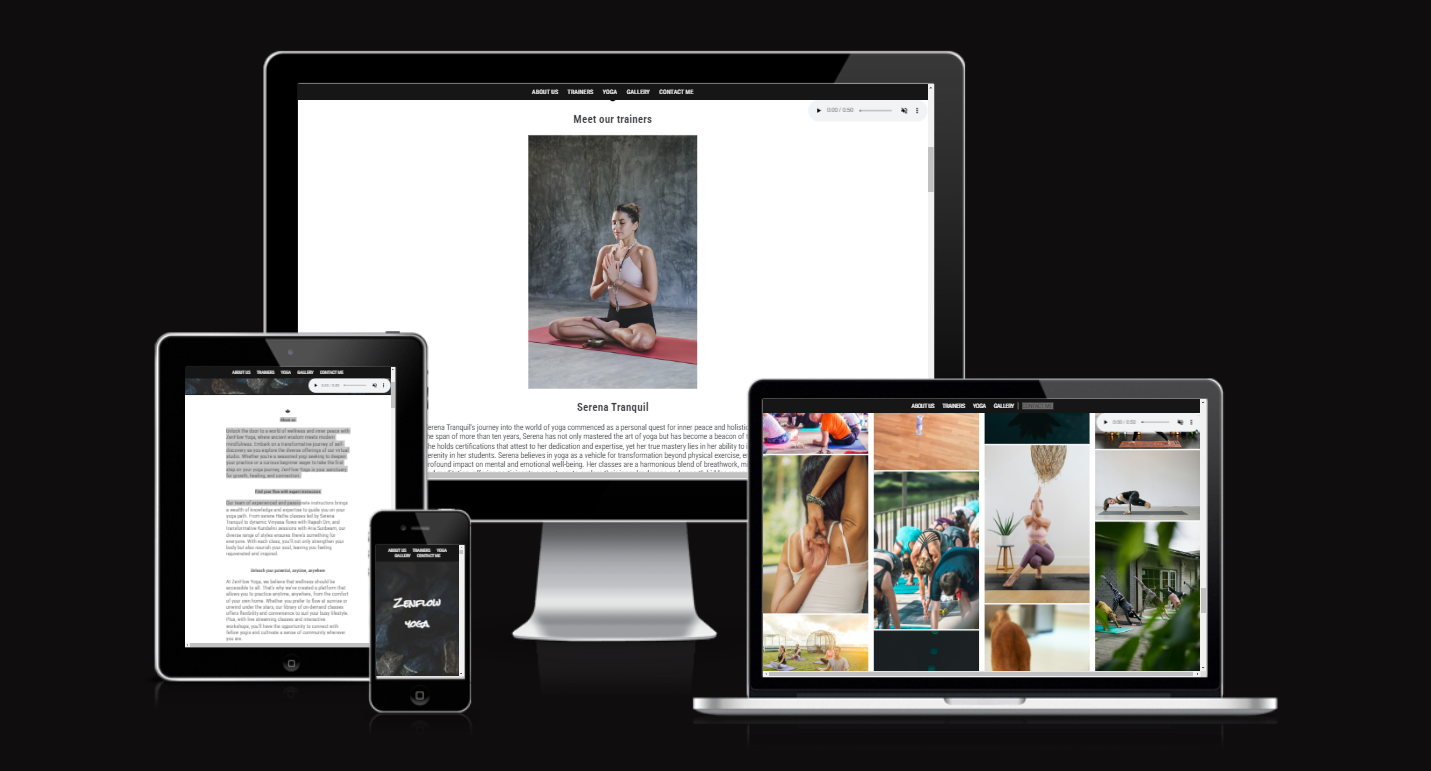 ABOUT US TRAINERS YOGA GALLERY CONTACT ME
0:00 / 0:50
Meet our trainers
Serena Tranquil
erena Tranquil's journey into the world of yoga commenced as a personal quest for inner peace and holistic
he span of more than ten years, Serena has not only mastered the art of yoga but has become a beacon of
he holds certifications that attest to her dedication and expertise, yet her true mastery lies in her ability to
erenity in her students. Serena believes in yoga as a vehicle for transformation beyond physical exercise,
rofound impact on mental and emotional well-being. Her classes are a harmonious blend of breathwork,
ABOUT US TRAINERS YOGA GALLERY CONTACT ME
About us
Unlock the door to a world of wellness and inner peace with
ZenFlow Yoga, where ancient wisdom meets modern
mindfulness. Embark on a transformative journey of self-
discovery as you explore the diverse offerings of our virtual
studio. Whether you're a seasoned yogi seeking to deepen
your practice or a curious beginner eager to take the first
step on your yoga journey, ZenFlow Yoga is your sanctuary
for growth, healing and connection.
Find your flow with expert instructors
Our team of experienced and passionate instructors brings
a wealth of knowledge and expertise to guide you on your
yoga path. From serene Hatha classes led by Serena
Tranquil to dynamic Vinyasa flows with Rajesh Om, and
transformative Kundalini sessions with Aria Sunbeam, our
diverse range of styles ensures there's something for
everyone. With each class, you'll not only strengthen your
body but also nourish your soul, leaving you feeling
rejuvenated and inspired.
Unleash you potential, anytime, anywhere
At ZenFlow Yoga, we believe that wellness should be
accessible to all. That's why we've created a platform that
allows you to practice anytime, anywhere, from the comfort
of your own home. Whether you prefer to flow at sunrise or
unwind under the stars, our library of on-demand classes
offers flexibility and convenience to suit your busy lifestyle.
Plus, with live streaming classes and interactive
workshops, you'll have the opportunity to connect with
fellow yogis and cultivate a sense of community wherever
you are.
ABOUT US TRAINERS YOGA
GALLERY CONTACT ME
Zenflow
yoga
ABOUT US TRAINERS YOGA GALLERY CONTACT ME